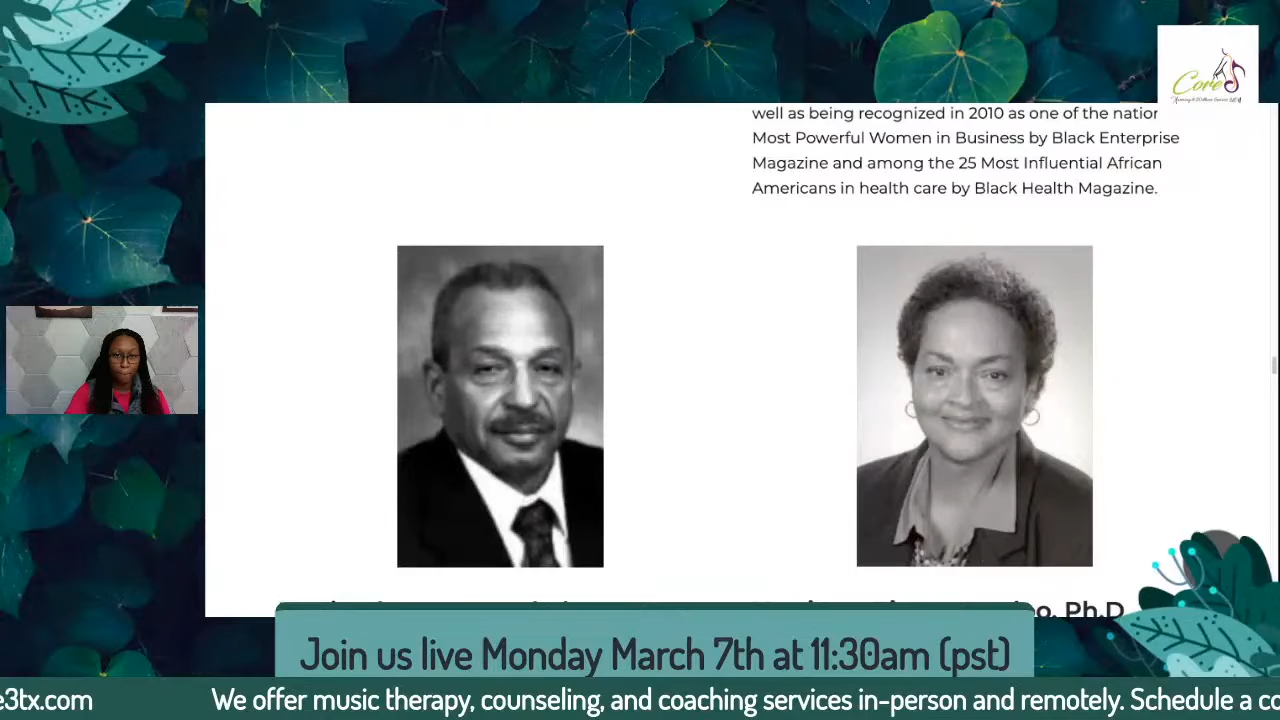 Core
well as being recognized in 2010 as one of the nation
Most Powerful Women in Business by Black Enterprise
Magazine and among the 25 Most Influential African
Americans in health care by Black Health Magazine.
Ph.D
Join us live Monday March 7th at 11:30am (pst)
e3tx.com We offer music therapy, counseling, and coaching services in-person and remotely. Schedule a co